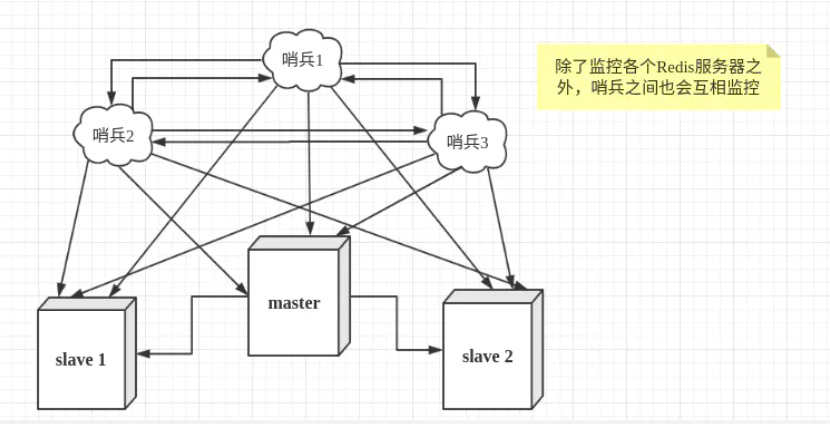 哨兵1
除了监控各个Redis服务器之
外，哨兵之间也会互相监控
哨兵2
哨兵3
master
slave 1
slave 2